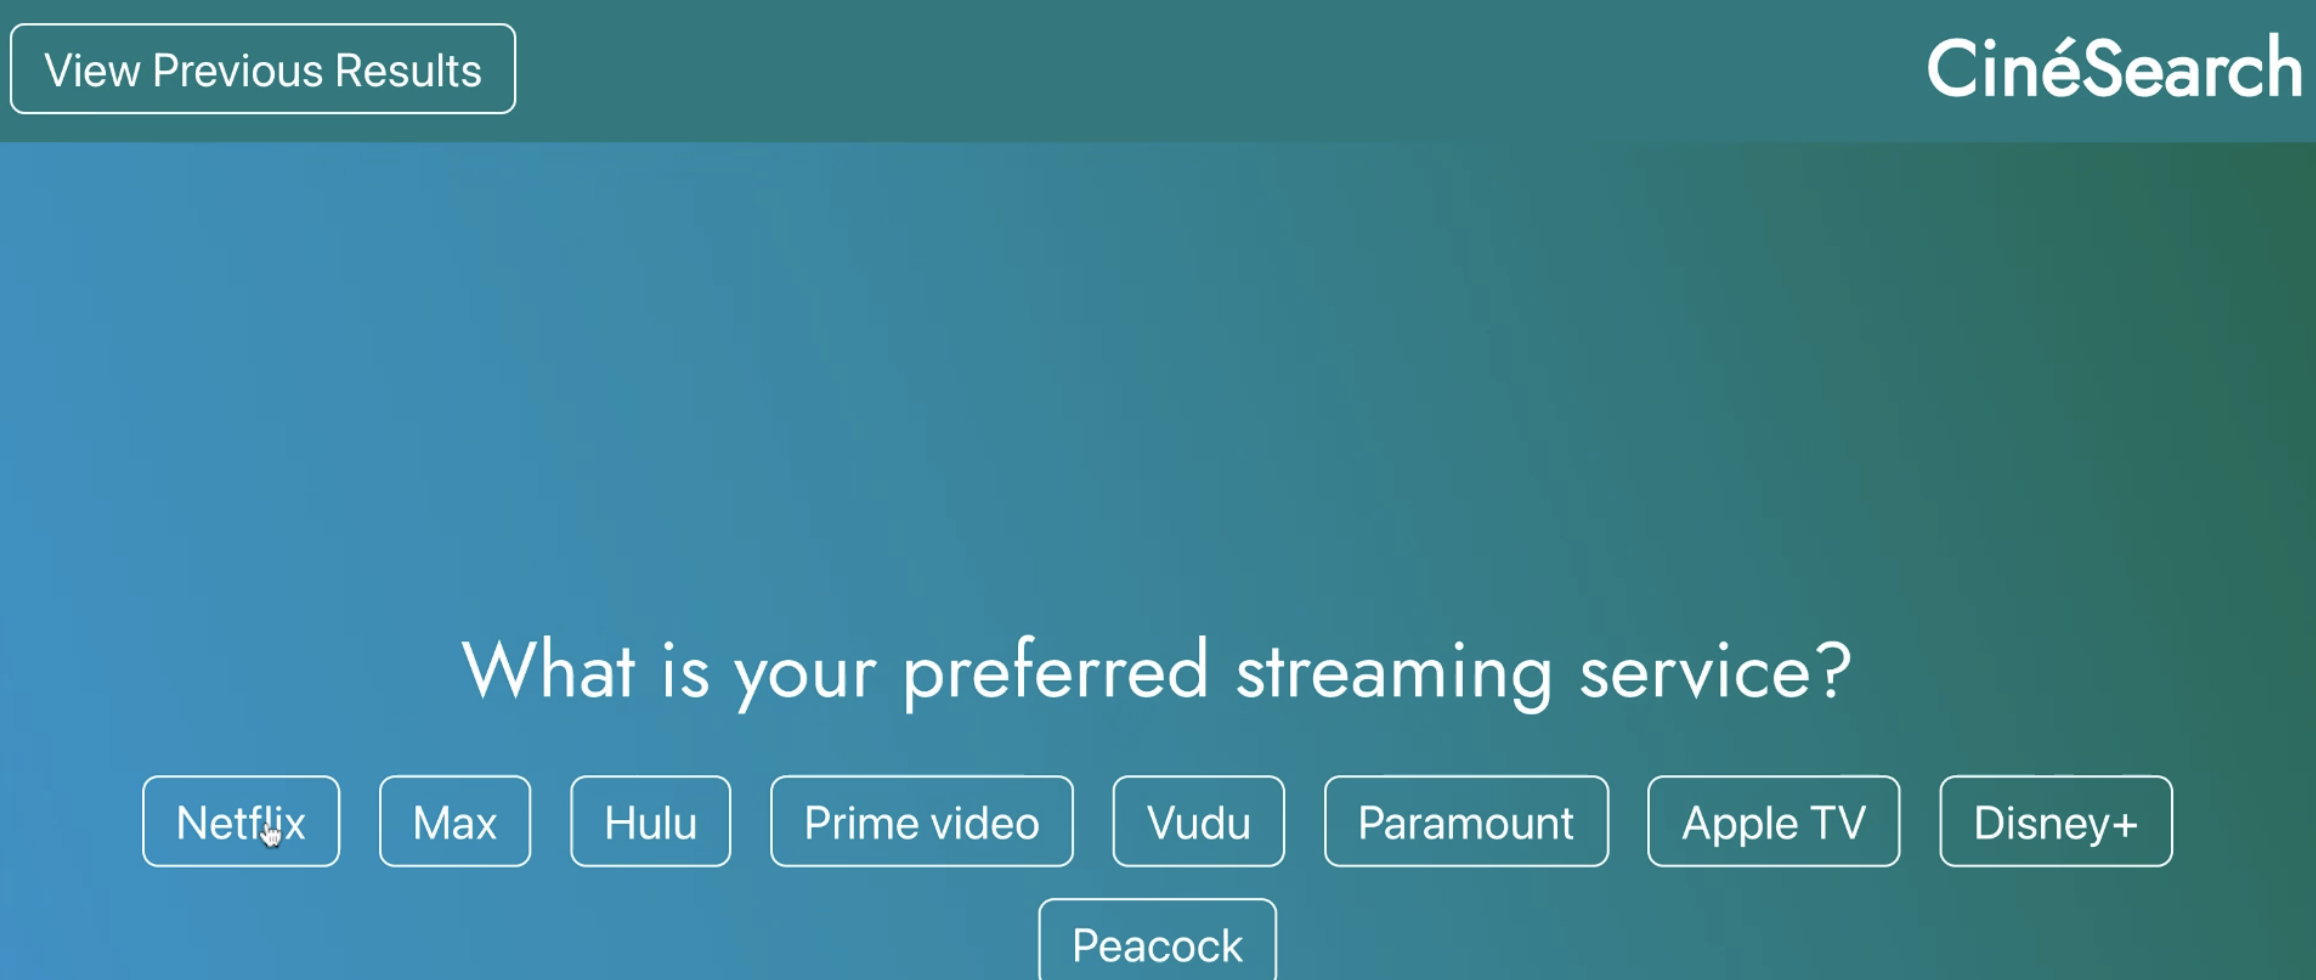 View Previous Results
CinéSearch
What is your preferred streaming service?
Netflix Max Hulu Prime video Vudu Paramount Apple TV Disney+
Peacock